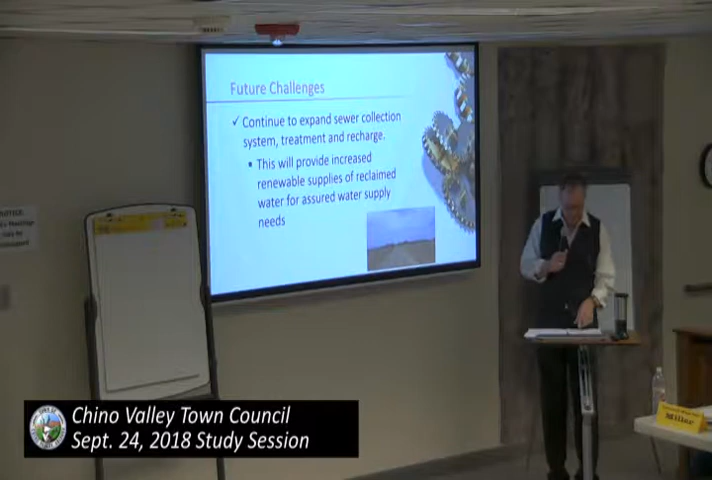 Future Challenges
✓ Continue to expand sewer collection
system, treatment and recharge.
▪ This will provide increased
renewable supplies of reclaimed
water for assured water supply
needs
NOTICE:
Chino Valley Town Council
Sept. 24, 2018 Study Session